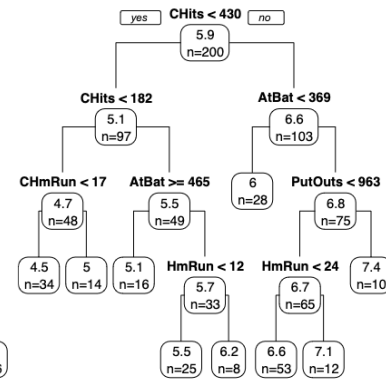 CHits < 430
yes no
5.9
n=200
CHits < 182 AtBat < 369
5.1 6.6
n=97 n=103
CHmRun < 17 AtBat >= 465 6 PutOuts < 963
n=28
4.7 5.5 6.8
n=48 n=49 n=75
4.5 5 5.1 HmRun < 12 HmRun < 24 7.4
n=34 n=14 n=16 5.7 6.7 n=10
n=33 n=65
5.5 6.2 6.6 7.1
n=25 n=8 n=53 n=12